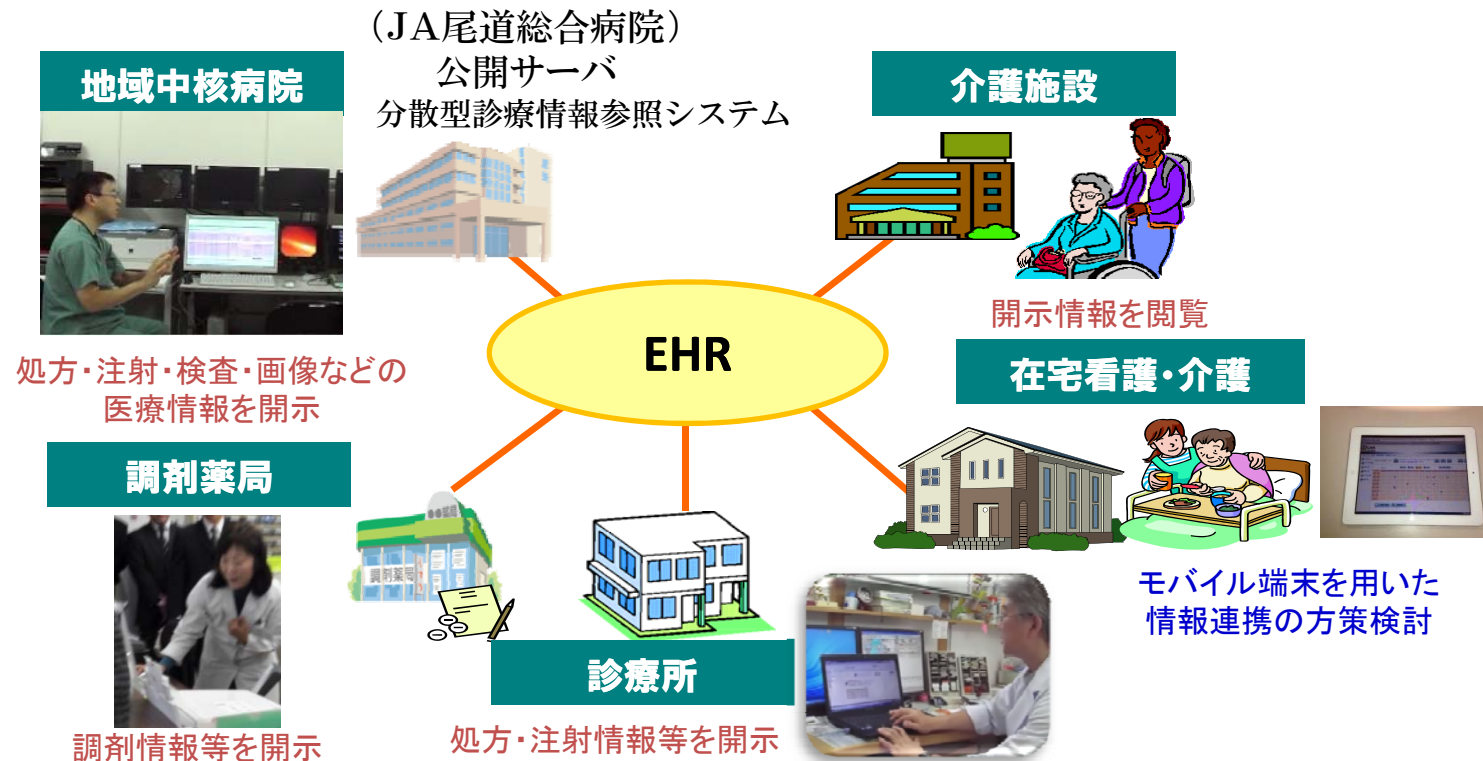 （JA尾道総合病院）
公開サーバ
分散型診療情報参照システム
地域中核病院
処方・注射・検査・画像などの
医療情報を開示
介護施設
開示情報を閲覧
EHR
在宅看護・介護
モバイル端末を用いた
情報連携の方策検討
調剤薬局
調剤情報等を開示
調剤薬局
診療所
処方・注射情報等を開示